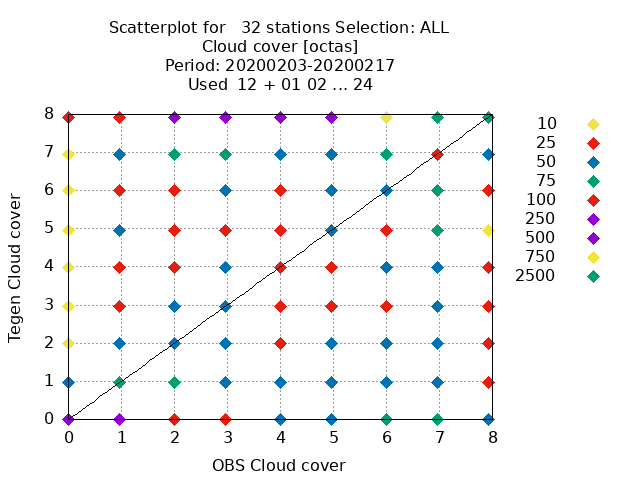 Scatterplot for   32 stations Selection: ALL
Cloud cover [octas]
Period: 20200203-20200217
Used  12 + 01 02 ... 24
8
7
6
5
4
3
2
1
0
Tegen Cloud cover
0 1 2 3 4 5 6 7 8
OBS Cloud cover
10
25
50
75
100
250
500
750
2500